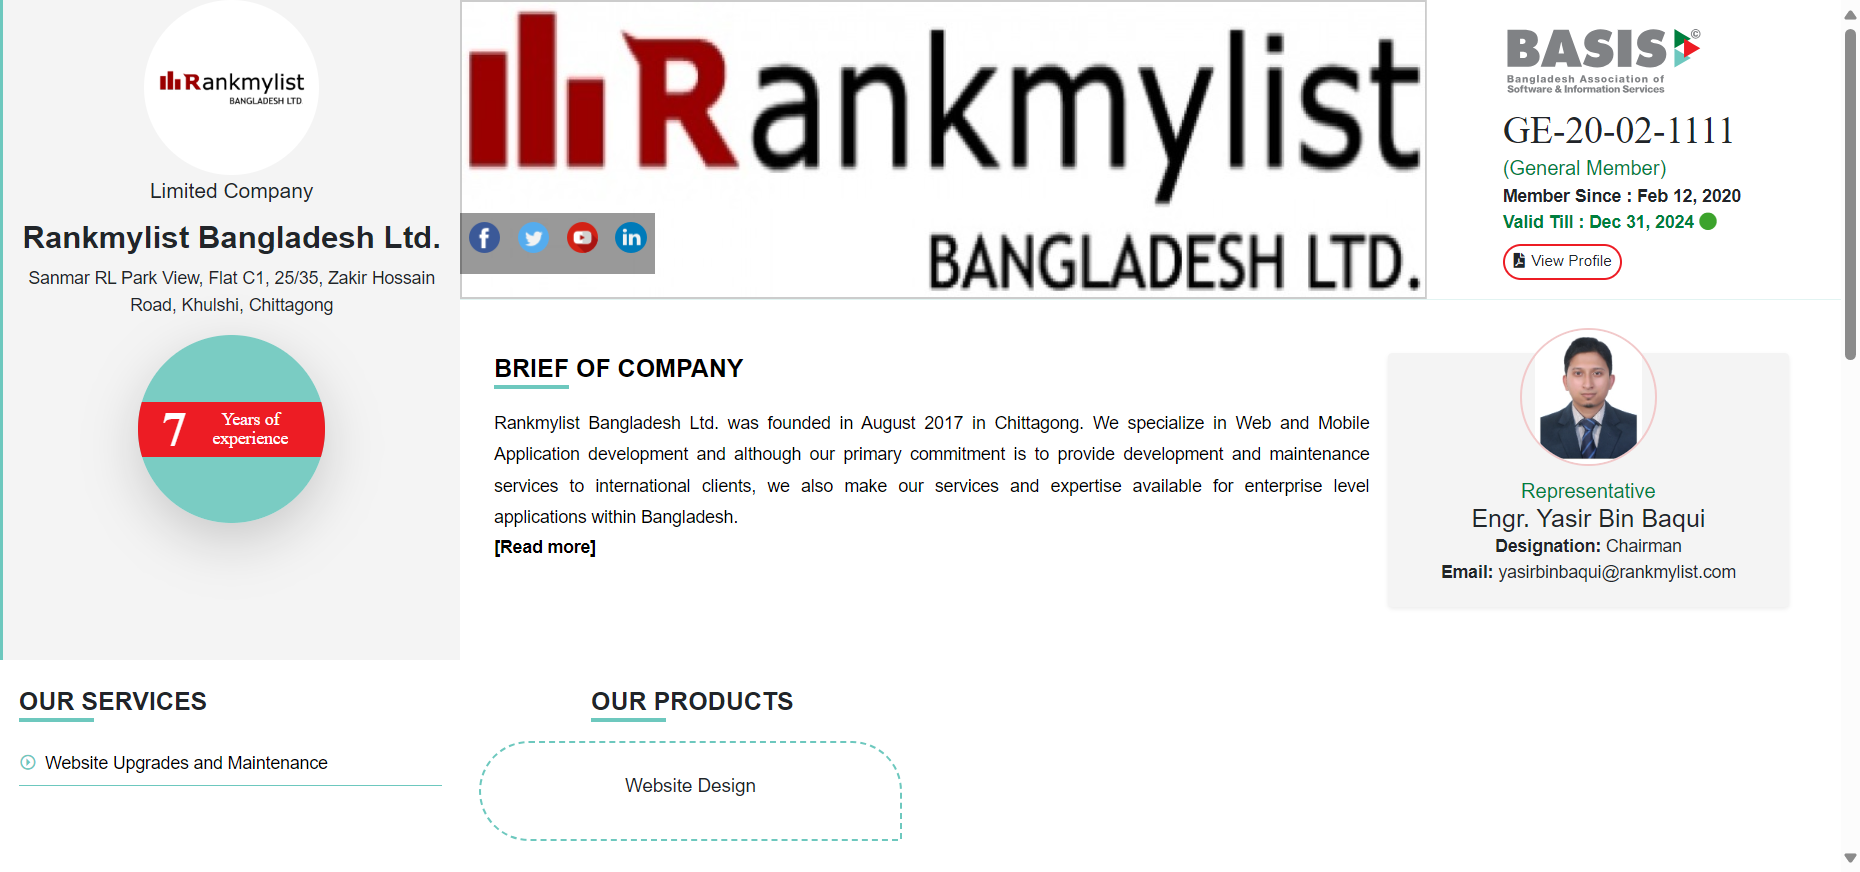 Rankmylist
BANGLADESH LTD.
Limited Company
Rankmylist Bangladesh Ltd.
Sanmar RL Park View, Flat C1, 25/35, Zakir Hossain
Road, Khulshi, Chittagong
7 Years of
experience
Rankmylist
BANGLADESH LTD.
BASIS ©
Bangladesh Association of
Software & Information Services
GE-20-02-1111
(General Member)
Member Since : Feb 12, 2020
Valid Till : Dec 31, 2024
View Profile
BRIEF OF COMPANY
Rankmylist Bangladesh Ltd. was founded in August 2017 in Chittagong. We specialize in Web and Mobile
Application development and although our primary commitment is to provide development and maintenance
services to international clients, we also make our services and expertise available for enterprise level
applications within Bangladesh.
[Read more]
Representative
Engr. Yasir Bin Baqui
Designation: Chairman
Email: yasirbinbaqui@rankmylist.com
OUR SERVICES
Website Upgrades and Maintenance
OUR PRODUCTS
Website Design